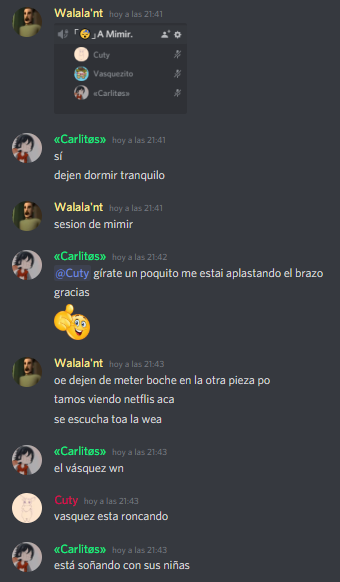 Walala'nt hoy a las 21:41
「😴」A Mimir.
Cuty
Vasquezito
«Carlitøs»
«Carlitøs» hoy a las 21:41
sí
dejen dormir tranquilo
Walala'nt hoy a las 21:41
sesion de mimir
«Carlitøs» hoy a las 21:42
@Cuty gírate un poquito me estai aplastando el brazo
gracias
Walala'nt hoy a las 21:43
oe dejen de meter boche en la otra pieza po
tamos viendo netflis aca
se escucha toa la wea
«Carlitøs» hoy a las 21:43
el vásquez wn
Cuty hoy a las 21:43
vasquez esta roncando
«Carlitøs» hoy a las 21:43
está soñando con sus niñas